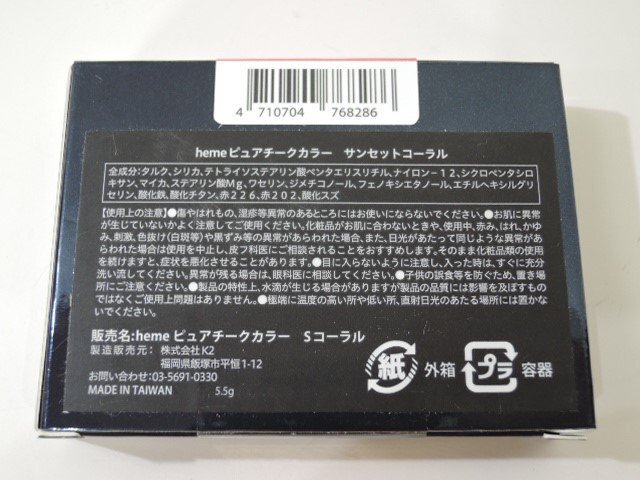 4 710704 768286
hemeピュアチークカラー サンセットコーラル
全成分:タルク、シリカ、テトライソステアリン酸ペンタエリスリチル、ナイロン－１２、シクロペンタシロ
キサン、マイカ、ステアリン酸Mg、ワセリン、ジメチコノール、フェノキシエタノール、エチルヘキシルグリ
セリン、酸化鉄、酸化チタン、赤２２６、赤２０２、酸化スズ
【使用上の注意】●傷やはれもの、湿疹等異常のあるところにはお使いにならないでください。●お肌に異常
が生じていないかよく注意して使用してください。化粧品がお肌に合わないときや、使用中、赤み、はれ、かゆ
み、刺激、色抜け(白斑等)や黒ずみ等の異常があらわれた場合、また、日光があたって同じような異常があ
らわれた場合は使用を中止し、皮フ科医にご相談されることをおすすめします。そのまま化粧品類の使用
を続けますと、症状を悪化させることがあります。●目に入らないように注意し、入った時は、すぐに充分
洗い流してください。異常が残る場合は、眼科医に相談してください。●子供の誤食等を防ぐため、置き場
所にご注意ください。●製品の特性上、水滴が生じる場合がありますが製品の品質には影響を及ぼすもの
ではなくご使用上問題はありません。●極端に温度の高い所や低い所、直射日光のあたる場所には置かな
いでください。
販売名:heme ピュアチークカラー Sコーラル
製造販売元: 株式会社K2
福岡県飯塚市平恒1-12
お問い合わせ:03-5691-0330
MADE IN TAIWAN 5.5g
紙 外箱 プラ 容器